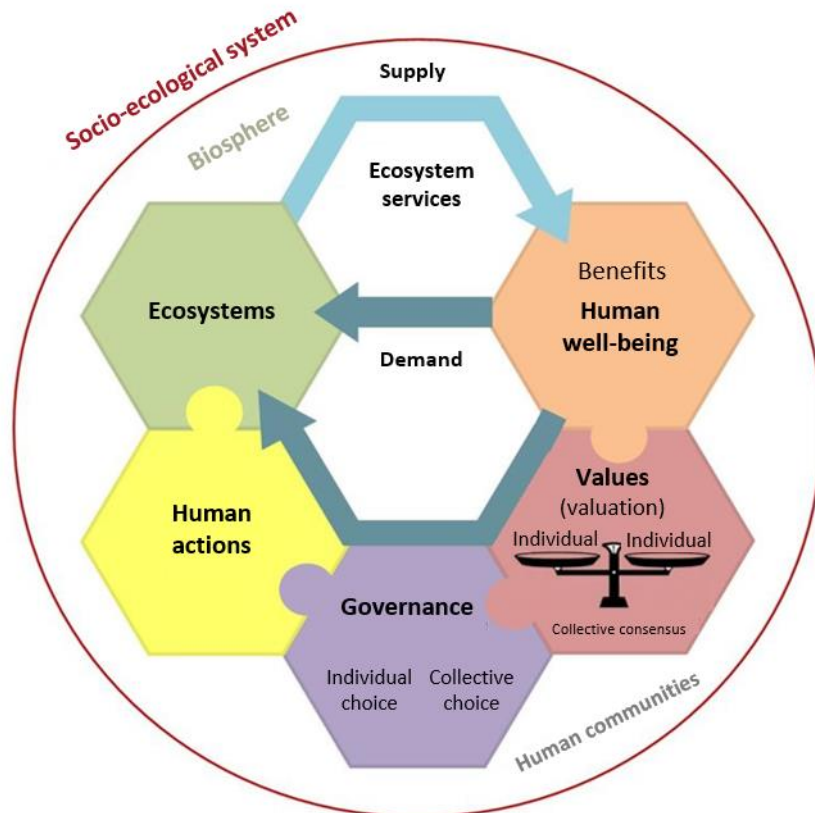 Socio-ecological system
Biosphere
Supply
Ecosystem
services
Ecosystems
Benefits
Human
well-being
Demand
Values
(valuation)
Individual
Individual
Collective consensus
Human
actions
Governance
Individual
choice
Collective
choice
Human communities